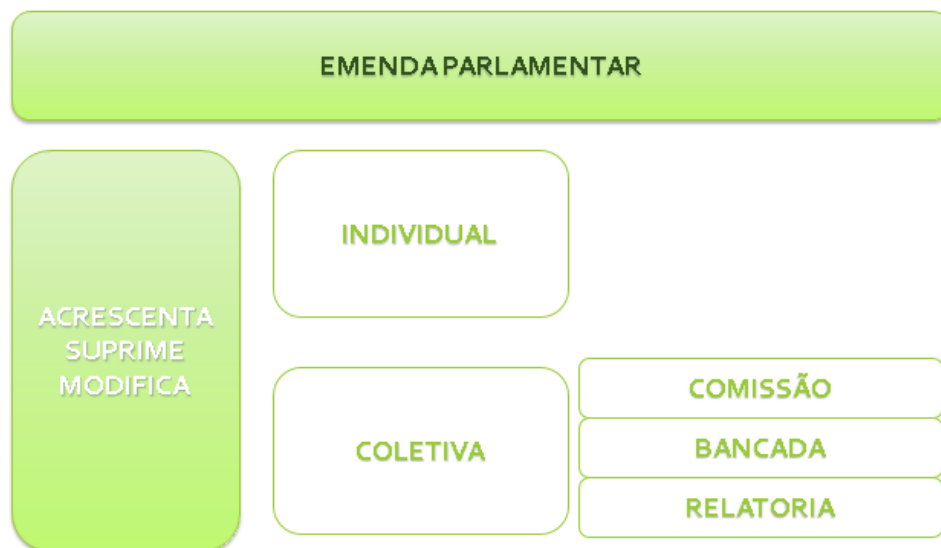 EMENDA PARLAMENTAR
ACRESCENTA
SUPRIME
MODIFICA
INDIVIDUAL
COLETIVA
COMISSÃO
BANCADA
RELATORIA